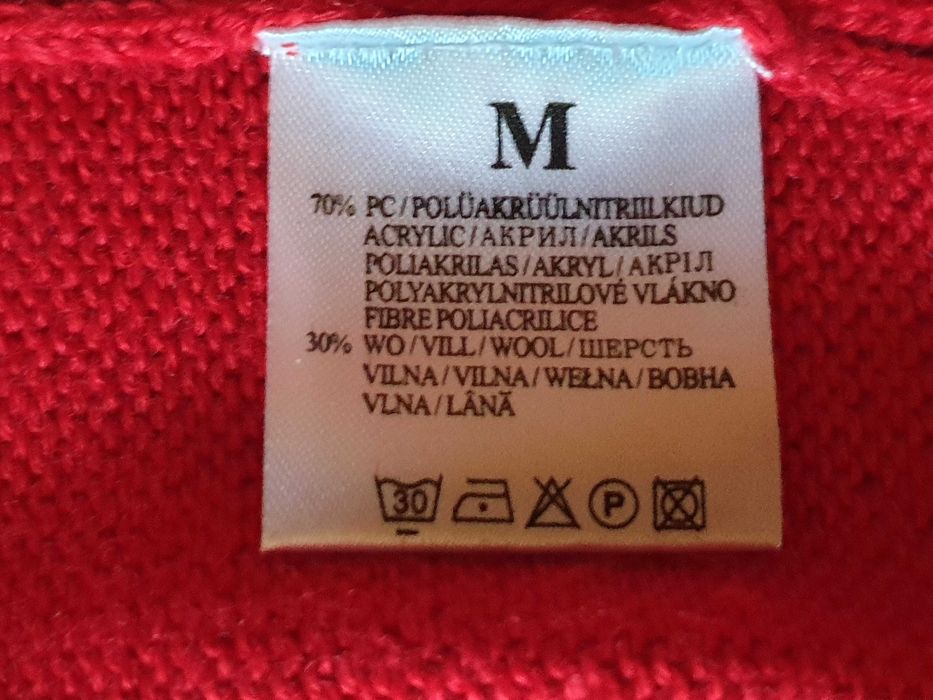 M
70% PC/POLÜAKRÜÜLNITRIILKIUD
ACRYLIC/АКРИЛ/AKRILS
POLIAKRILAS/AKRYL/АКРІЛ
POLYAKRYLNITRILOVÉ VLÁKNO
FIBRE POLIACRILICE
30% WO/VILL/WOOL/ШЕРСТЬ
VILNA/VILNA/WEŁNA/ВОВНА
VLNA/LÂNĂ
30 P